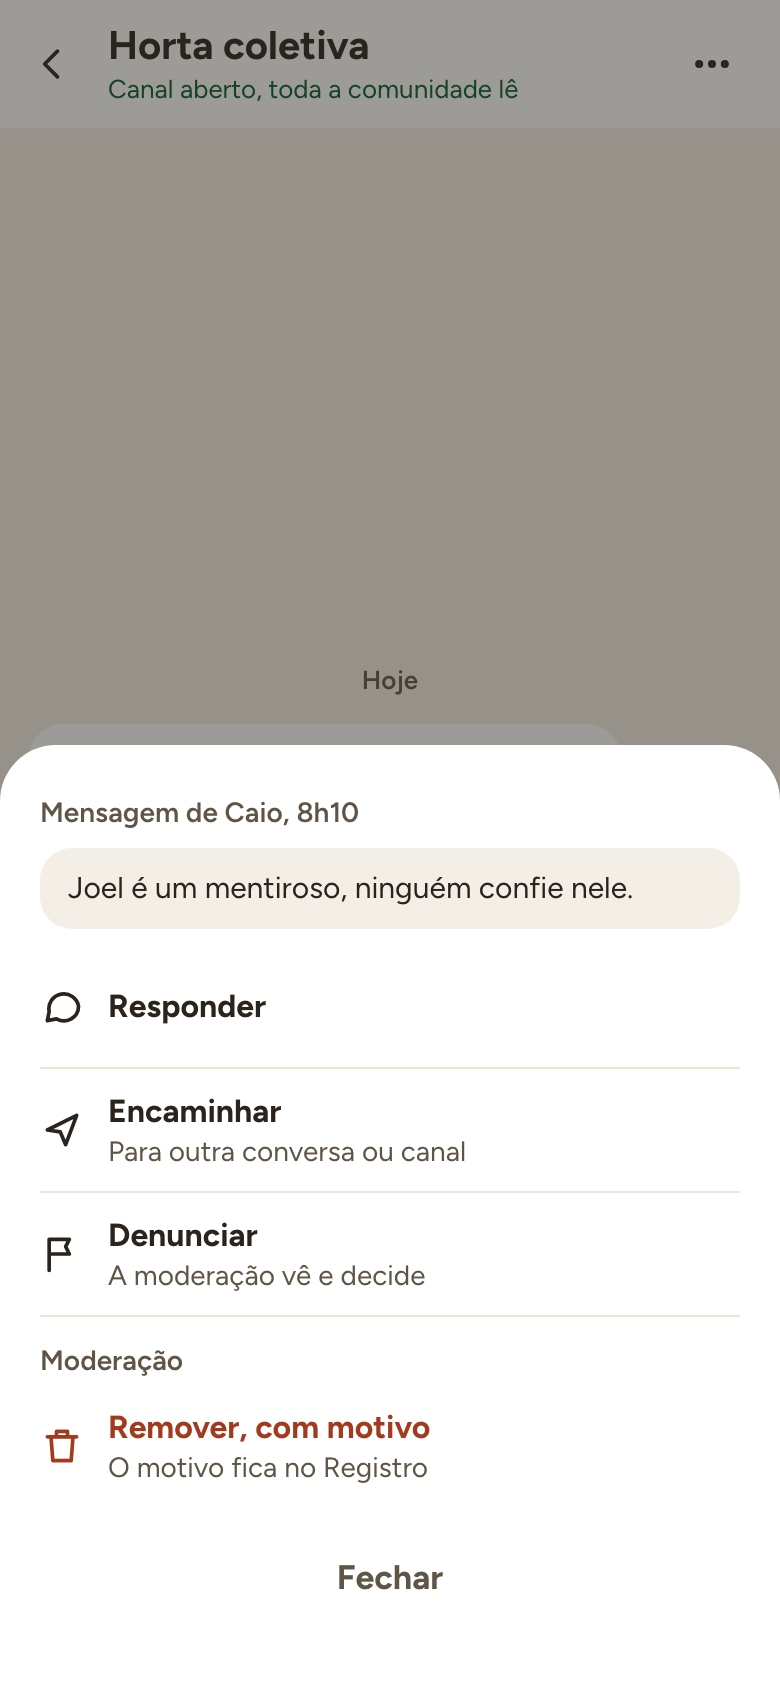 Horta coletiva
Canal aberto, toda a comunidade lê
Hoje
Mensagem de Caio, 8h10
Joel é um mentiroso, ninguém confie nele.
Responder
Encaminhar
Para outra conversa ou canal
Denunciar
A moderação vê e decide
Moderação
Remover, com motivo
O motivo fica no Registro
Fechar